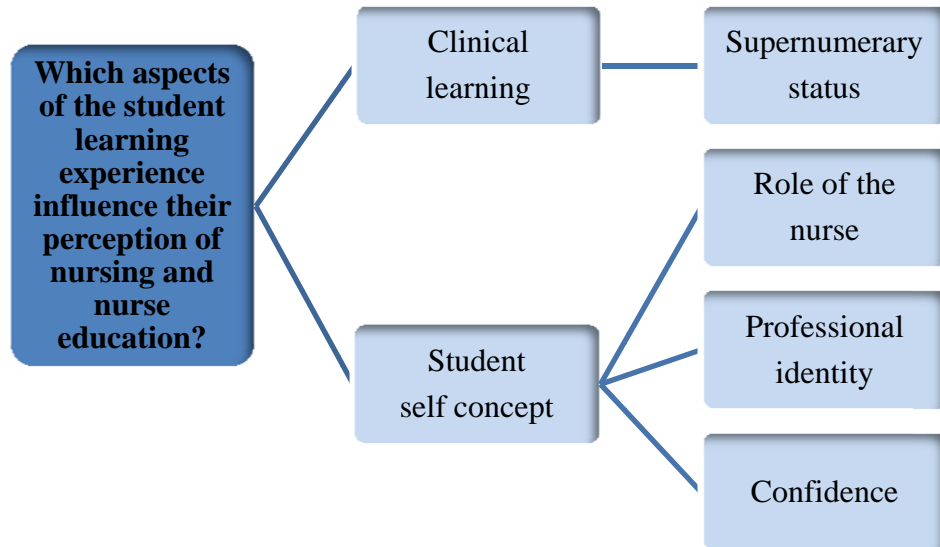 Which aspects
of the student
learning
experience
influence their
perception of
nursing and
nurse
education?
Clinical
learning
Supernumerary
status
Student
self concept
Role of the
nurse
Professional
identity
Confidence